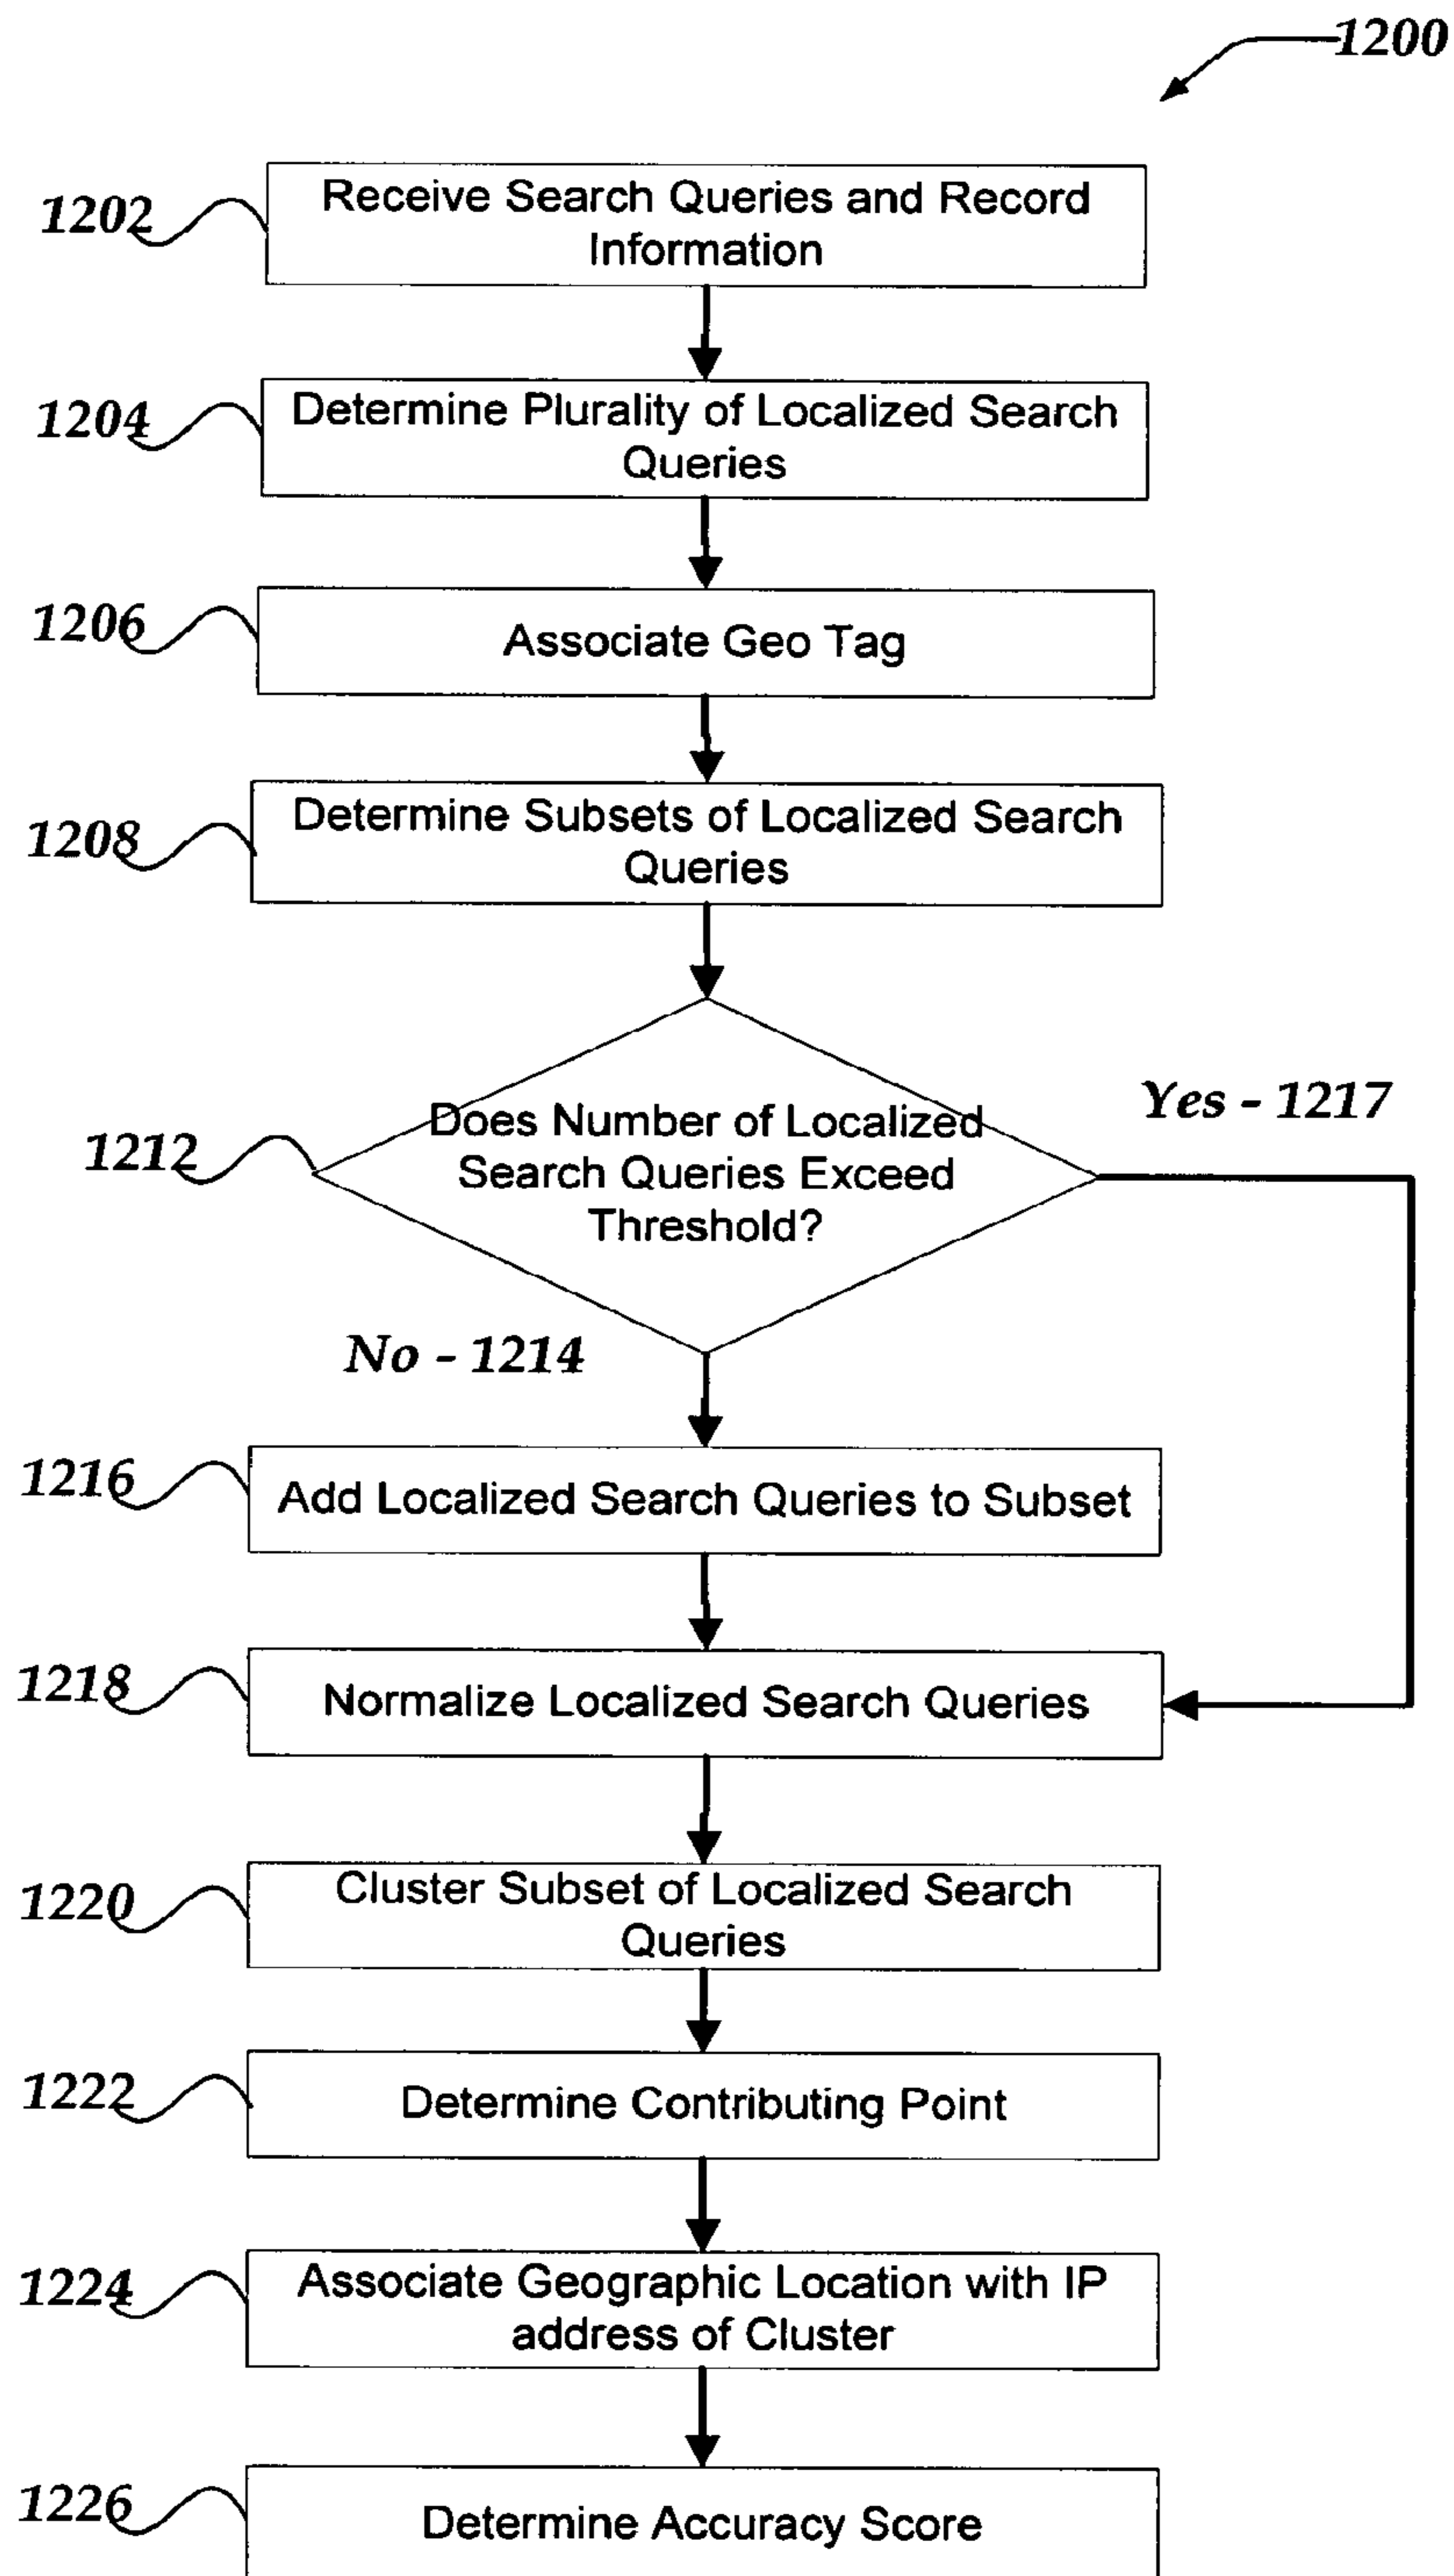 1200
1202
Receive Search Queries and Record
Information
1204
Determine Plurality of Localized Search
Queries
1206
Associate Geo Tag
1208
Determine Subsets of Localized Search
Queries
1212
Does Number of Localized
Search Queries Exceed
Threshold?
Yes - 1217
No - 1214
1216
Add Localized Search Queries to Subset
1218
Normalize Localized Search Queries
1220
Cluster Subset of Localized Search
Queries
1222
Determine Contributing Point
1224
Associate Geographic Location with IP
address of Cluster
1226
Determine Accuracy Score